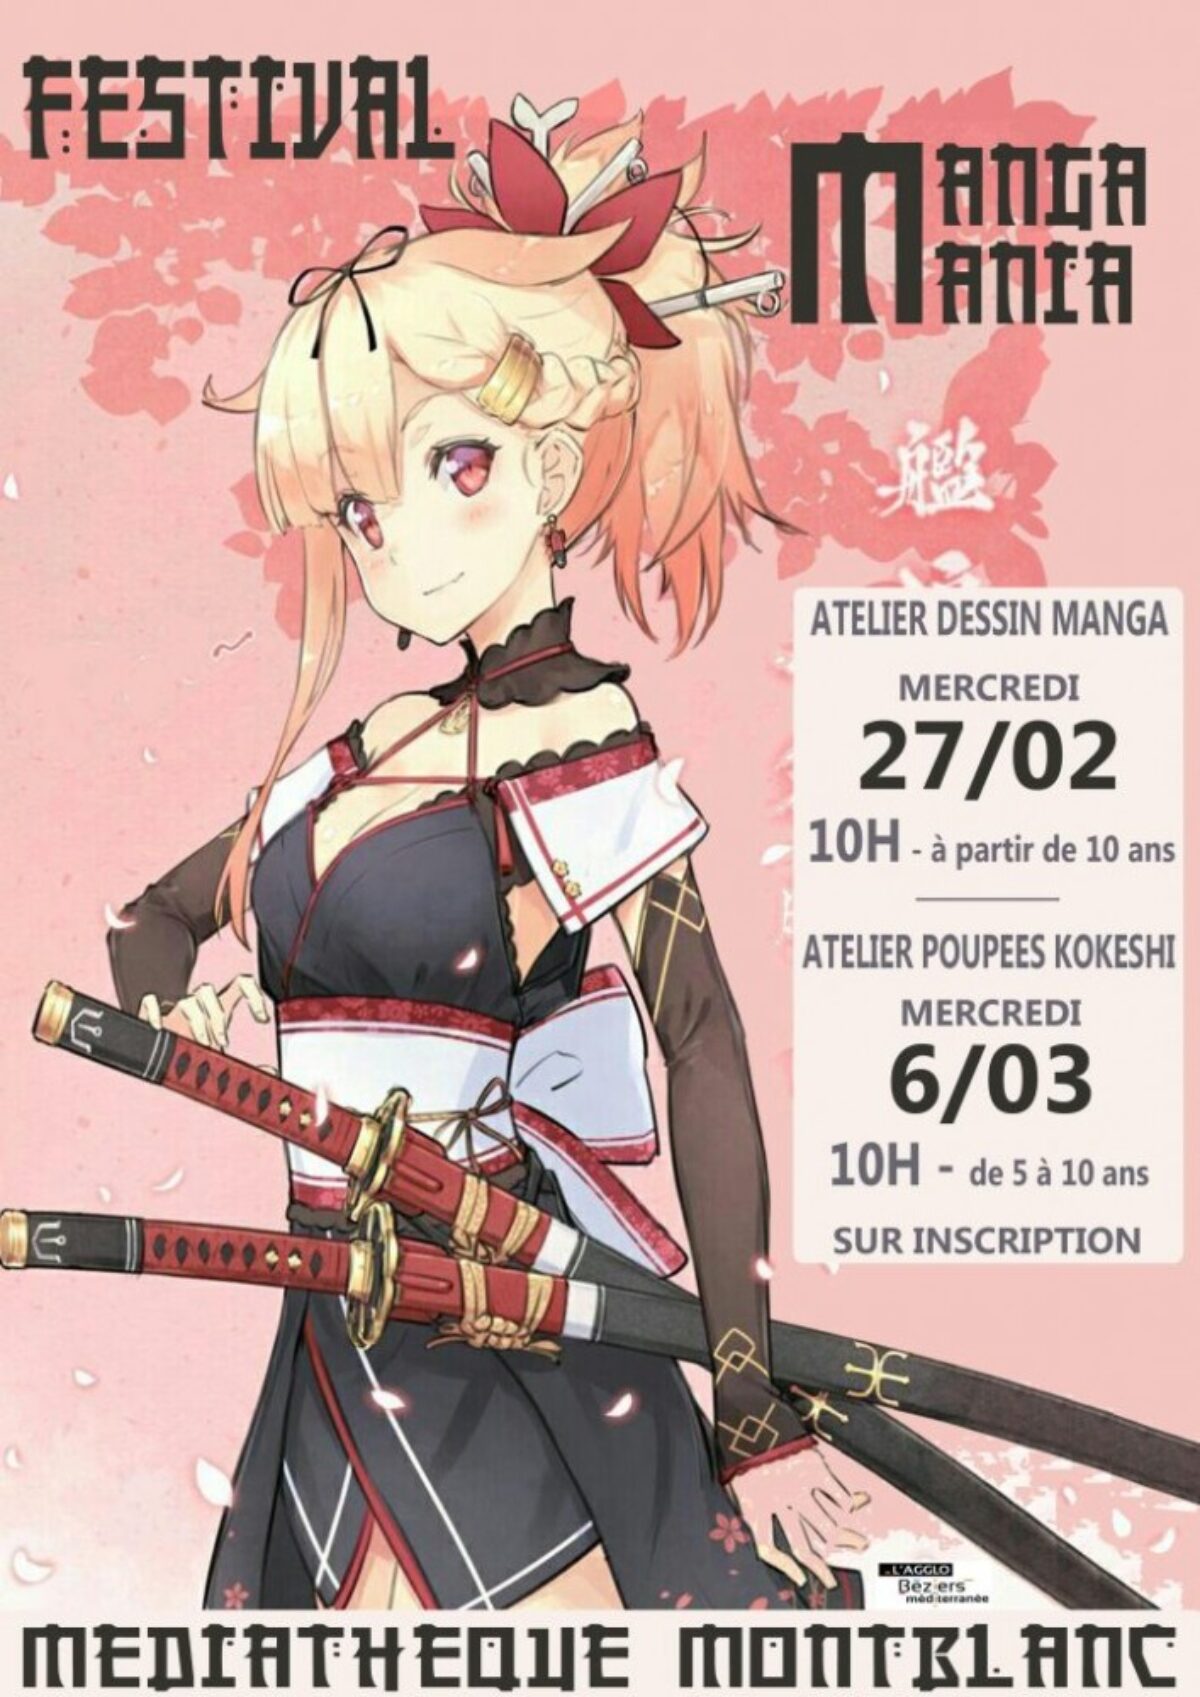 FESTIVAL
MANGA
MANIA
艦
ATELIER DESSIN MANGA
MERCREDI
27/02
10H - à partir de 10 ans
ATELIER POUPEES KOKESHI
MERCREDI
6/03
10H - de 5 à 10 ans
SUR INSCRIPTION
L'AGGLO
Béziers
méditerranée
MEDIATHEQUE MONTBLANC